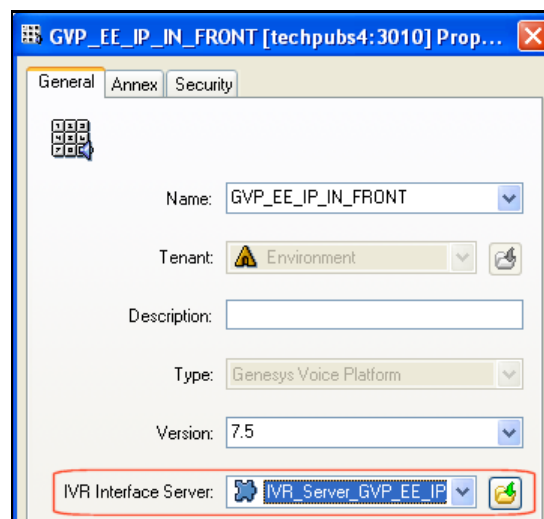 GVP_EE_IP_IN_FRONT [techpubs4:3010] Prop...
General Annex Security
Name: GVP_EE_IP_IN_FRONT
Tenant: Environment
Description:
Type: Genesys Voice Platform
Version: 7.5
IVR Interface Server: IVR_Server_GVP_EE_IP